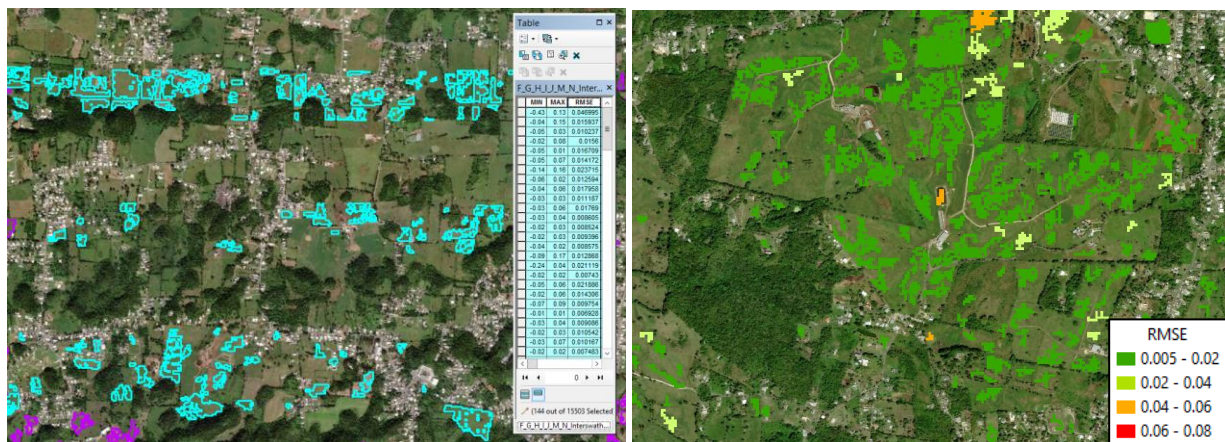 Table
F_G_H_I_J_M_N_Inter...
MIN MAX RMSE
-0.43 0.13 0.046995
-0.04 0.15 0.015937
-0.05 0.03 0.010237
-0.02 0.06 0.0156
-0.05 0.01 0.016709
-0.05 0.07 0.014172
-0.14 0.16 0.023715
-0.06 0.02 0.012594
-0.04 0.06 0.017958
-0.03 0.03 0.011187
-0.03 0.06 0.01769
-0.03 0.04 0.008605
-0.02 0.03 0.008524
-0.02 0.03 0.009396
-0.04 0.02 0.008575
-0.09 0.17 0.012868
-0.24 0.04 0.021119
-0.02 0.02 0.00743
-0.05 0.06 0.021886
-0.02 0.06 0.014306
-0.07 0.09 0.009754
-0.01 0.01 0.006928
-0.03 0.04 0.009086
-0.02 0.03 0.010542
-0.03 0.07 0.010167
-0.02 0.02 0.007483
0
(144 out of 15503 Selected
F_G_H_I_J_M_N_Interswath...
RMSE
0.005 - 0.02
0.02 - 0.04
0.04 - 0.06
0.06 - 0.08